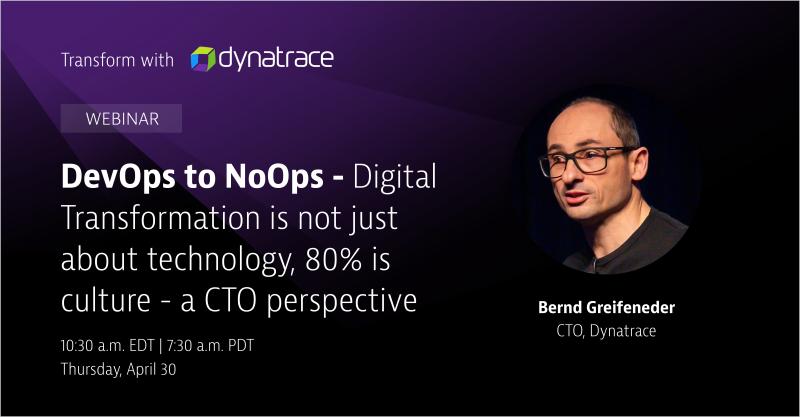 Transform with dynatrace
WEBINAR
DevOps to NoOps - Digital
Transformation is not just
about technology, 80% is
culture - a CTO perspective
10:30 a.m. EDT | 7:30 a.m. PDT
Thursday, April 30
Bernd Greifeneder
CTO, Dynatrace